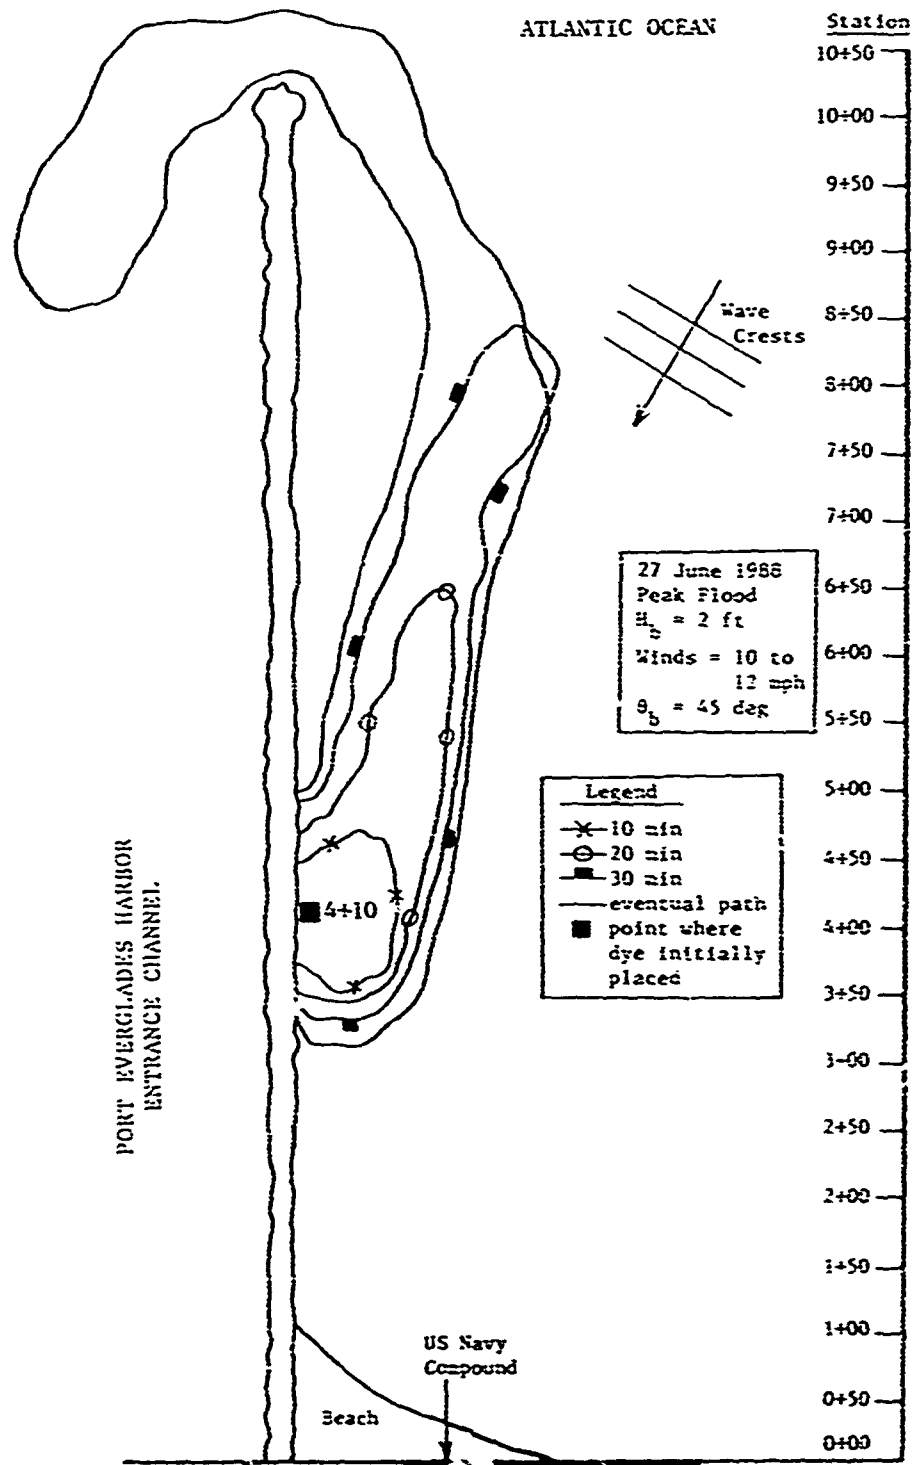 ATLANTIC OCEAN
Station
10+50
10+00
9+50
9+00
8+50
8+00
7+50
7+00
6+50
6+00
5+50
5+00
4+50
4+00
3+50
3+00
2+50
2+00
1+50
1+00
0+50
0+00
Wave
Crests
27 June 1988
Peak Flood
H_b = 2 ft
Winds = 10 to
12 mph
θ_b = 45 deg
Legend
10 min
20 min
30 min
eventual path
point where
dye initially
placed
4+10
PORT EVERGLADES HARBOR
ENTRANCE CHANNEL
US Navy
Compound
Beach